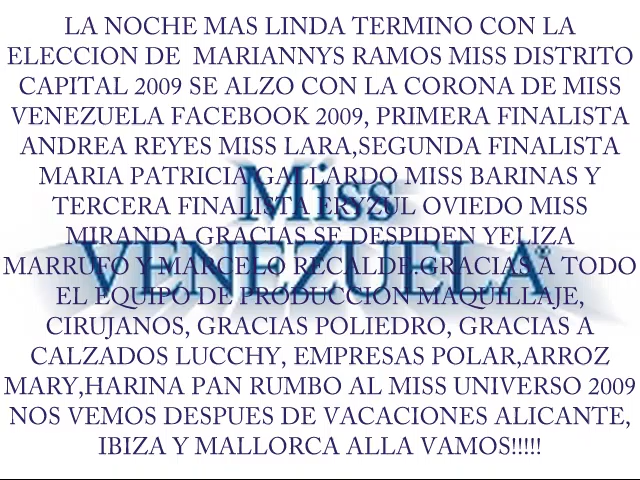 LA NOCHE MAS LINDA TERMINO CON LA
ELECCION DE MARIANNYS RAMOS MISS DISTRITO
CAPITAL 2009 SE ALZO CON LA CORONA DE MISS
VENEZUELA FACEBOOK 2009, PRIMERA FINALISTA
ANDREA REYES MISS LARA,SEGUNDA FINALISTA
MARIA PATRICIA GALLARDO MISS BARINAS Y
TERCERA FINALISTA ERYZUL OVIEDO MISS
MIRANDA,GRACIAS SE DESPIDEN YELIZA
MARRUFO Y MARCELO RECALDE.GRACIAS A TODO
EL EQUIPO DE PRODUCCION MAQUILLAJE,
CIRUJANOS, GRACIAS POLIEDRO, GRACIAS A
CALZADOS LUCCHY, EMPRESAS POLAR,ARROZ
MARY,HARINA PAN RUMBO AL MISS UNIVERSO 2009
NOS VEMOS DESPUES DE VACACIONES ALICANTE,
IBIZA Y MALLORCA ALLA VAMOS!!!!!
Miss
VENEZUELA®